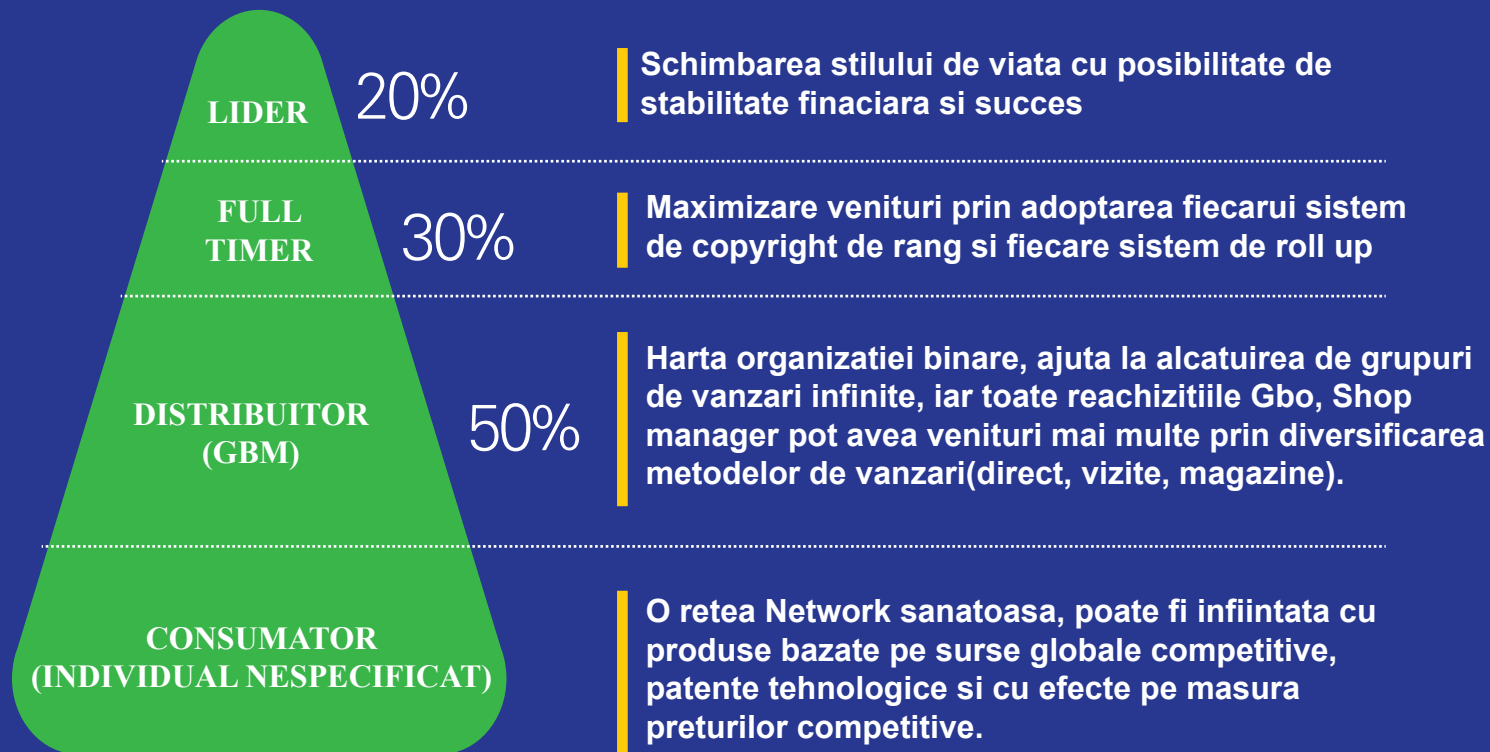 LIDER
20%
Schimbarea stilului de viata cu posibilitate de
stabilitate finaciara si succes
FULL
TIMER
30%
Maximizare venituri prin adoptarea fiecarui sistem
de copyright de rang si fiecare sistem de roll up
DISTRIBUITOR
(GBM)
50%
Harta organizatiei binare, ajuta la alcatuirea de grupuri
de vanzari infinite, iar toate reachizitiile Gbo, Shop
manager pot avea venituri mai multe prin diversificarea
metodelor de vanzari(direct, vizite, magazine).
CONSUMATOR
(INDIVIDUAL NESPECIFICAT)
O retea Network sanatoasa, poate fi infiintata cu
produse bazate pe surse globale competitive,
patente tehnologice si cu efecte pe masura
preturilor competitive.